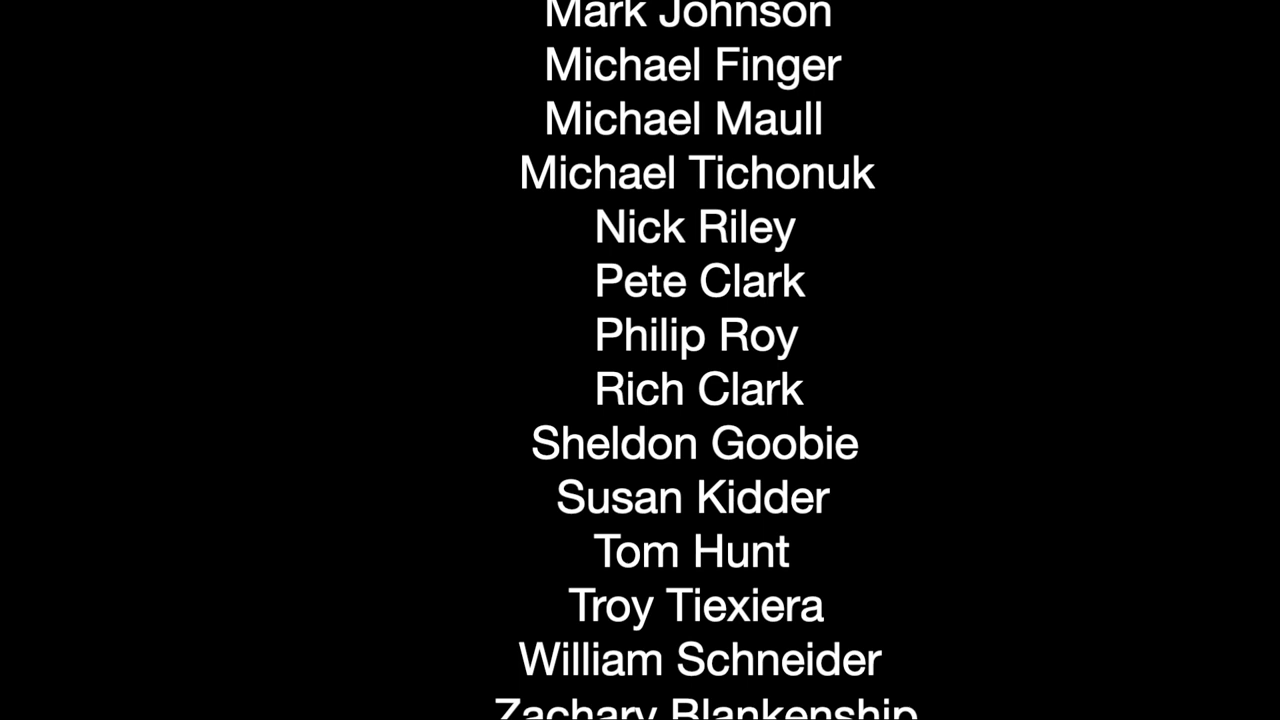 Mark Johnson
Michael Finger
Michael Maull
Michael Tichonuk
Nick Riley
Pete Clark
Philip Roy
Rich Clark
Sheldon Goobie
Susan Kidder
Tom Hunt
Troy Tiexiera
William Schneider
Zachary Blankenship